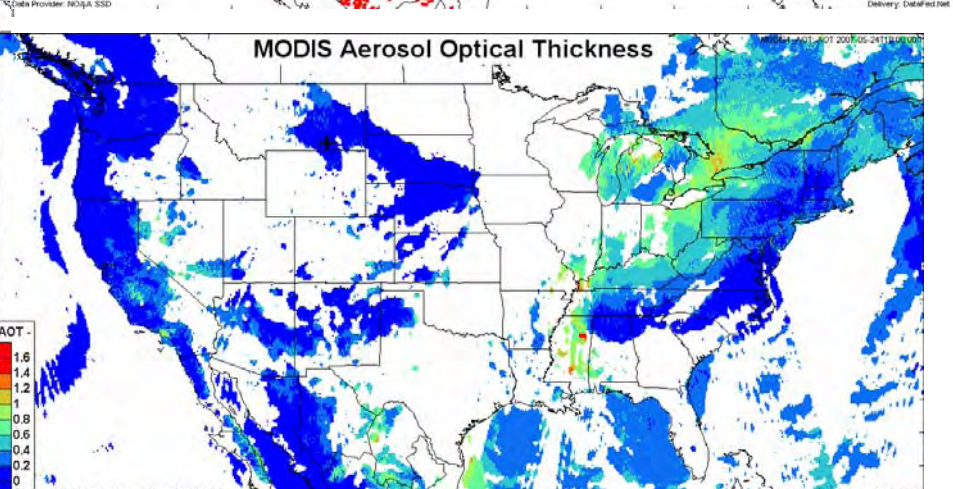 Data Provider: NOAA SSD
Delivery: DataFed.Net
MODIS Aerosol Optical Thickness
AOT -
1.6
1.4
1.2
1
0.8
0.6
0.4
0.2
0